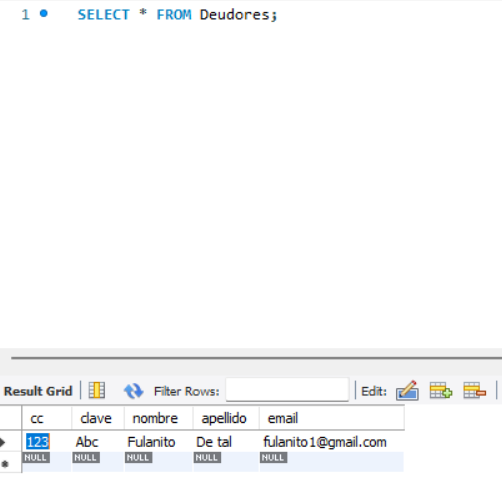 1 SELECT * FROM Deudores;
Result Grid Filter Rows: Edit:
cc clave nombre apellido email
123 Abc Fulanito De tal fulanito1@gmail.com
NULL NULL NULL NULL NULL